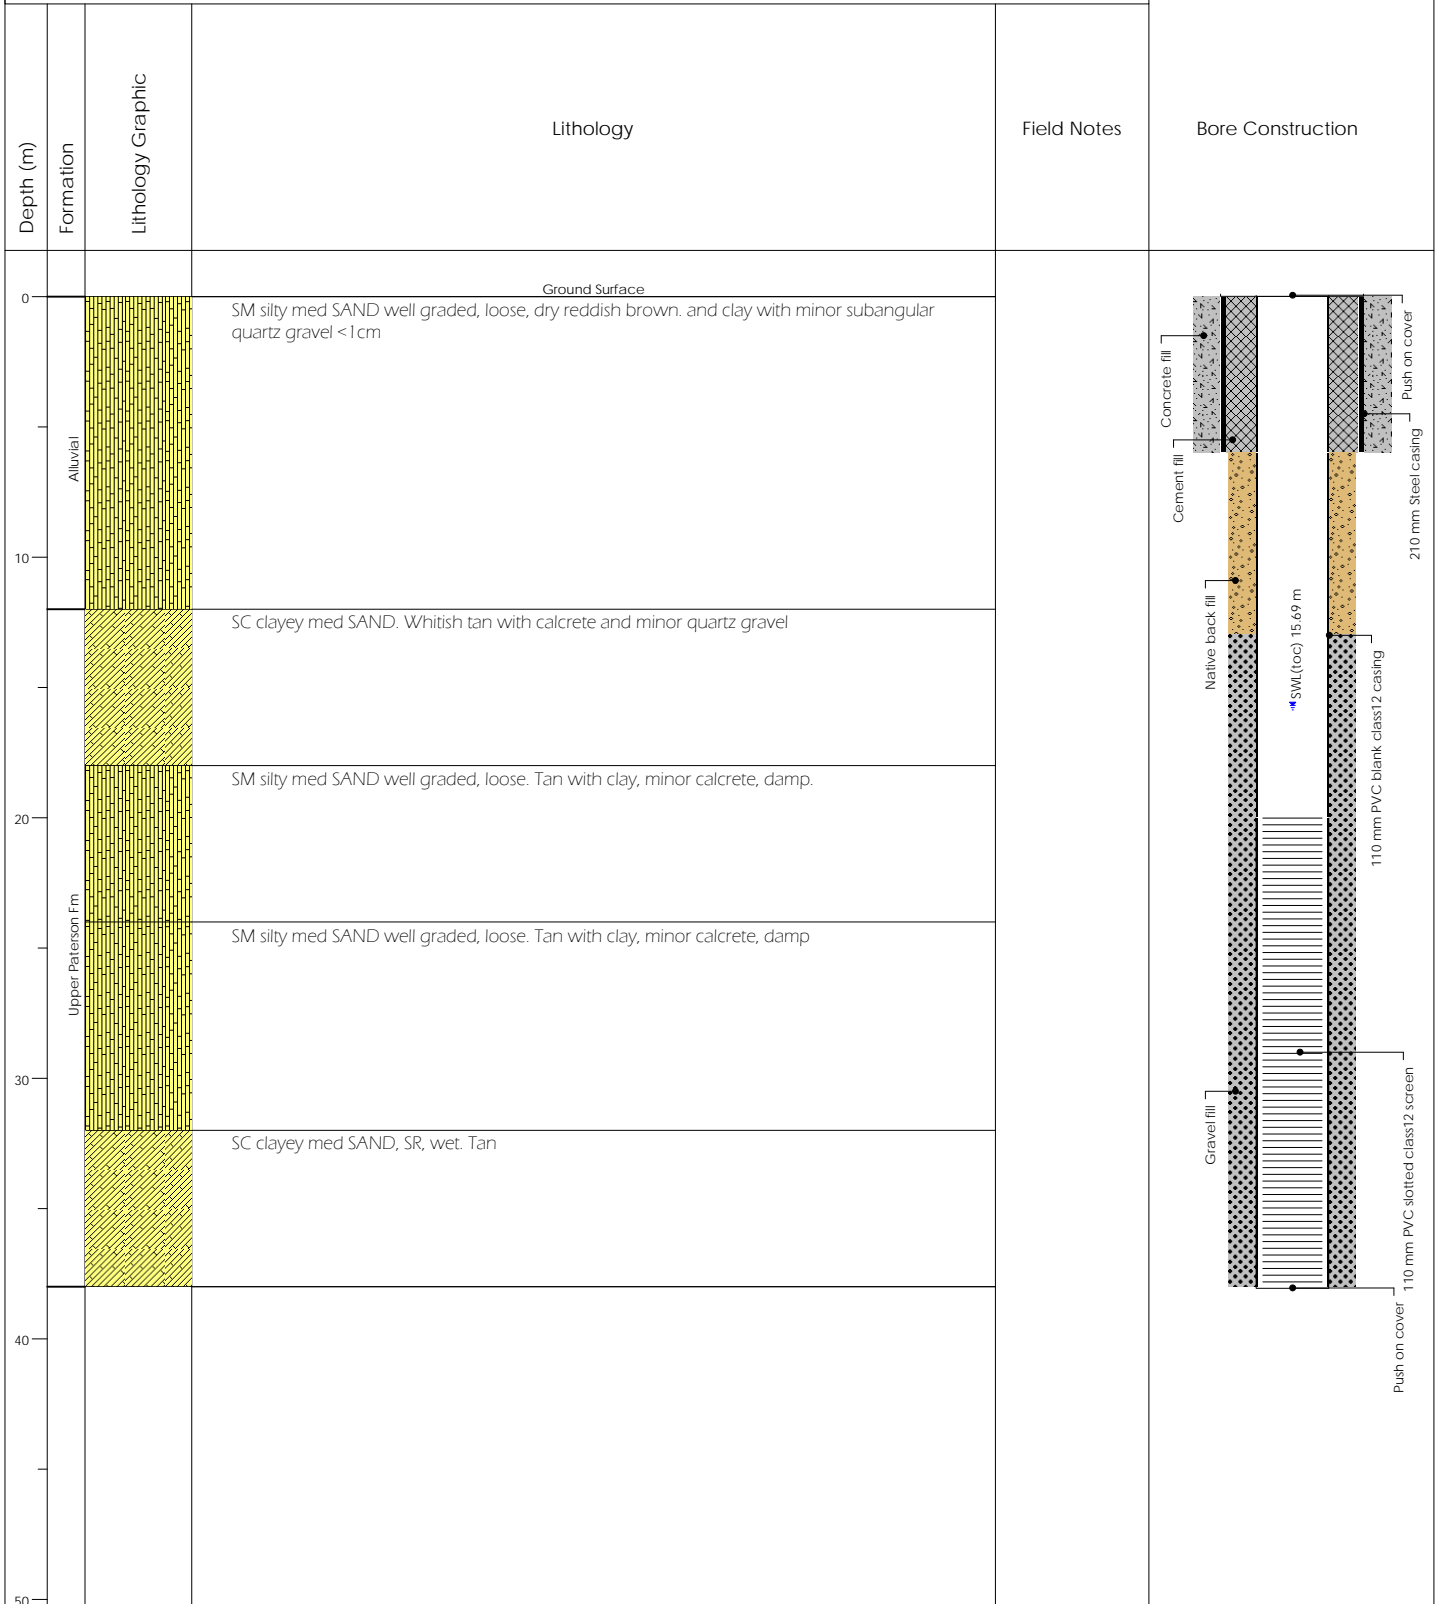 Depth (m)
Formation
Lithology Graphic
Lithology
Field Notes
Bore Construction
Ground Surface
0
SM silty med SAND well graded, loose, dry reddish brown. and clay with minor subangular
quartz gravel <1cm
Alluvial
10
SC clayey med SAND. Whitish tan with calcrete and minor quartz gravel
SM silty med SAND well graded, loose. Tan with clay, minor calcrete, damp.
20
Upper Paterson Fm
SM silty med SAND well graded, loose. Tan with clay, minor calcrete, damp
30
SC clayey med SAND, SR, wet. Tan
40
50
Concrete fill
Cement fill
Native back fill
Gravel fill
SWL(toc) 15.69 m
Push on cover
210 mm Steel casing
110 mm PVC blank class12 casing
110 mm PVC slotted class12 screen
Push on cover